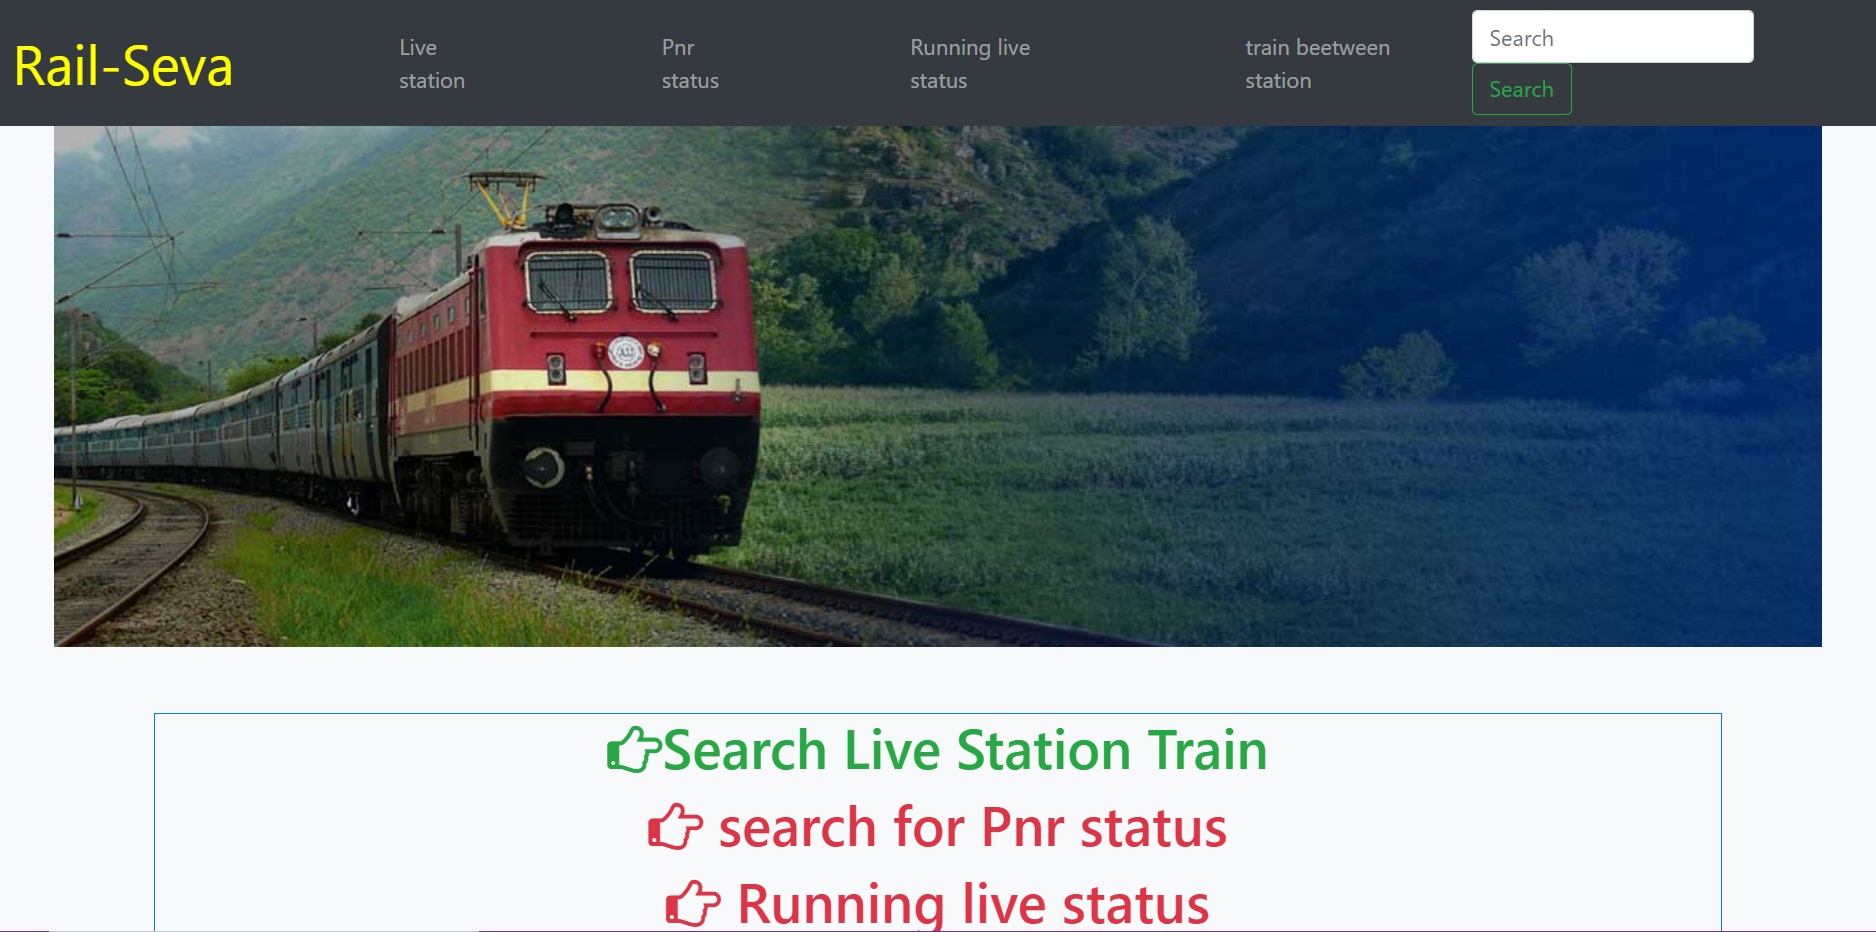 Rail-Seva
Live
station
Pnr
status
Running live
status
train beetween
station
Search
Search
Search Live Station Train
search for Pnr status
Running live status